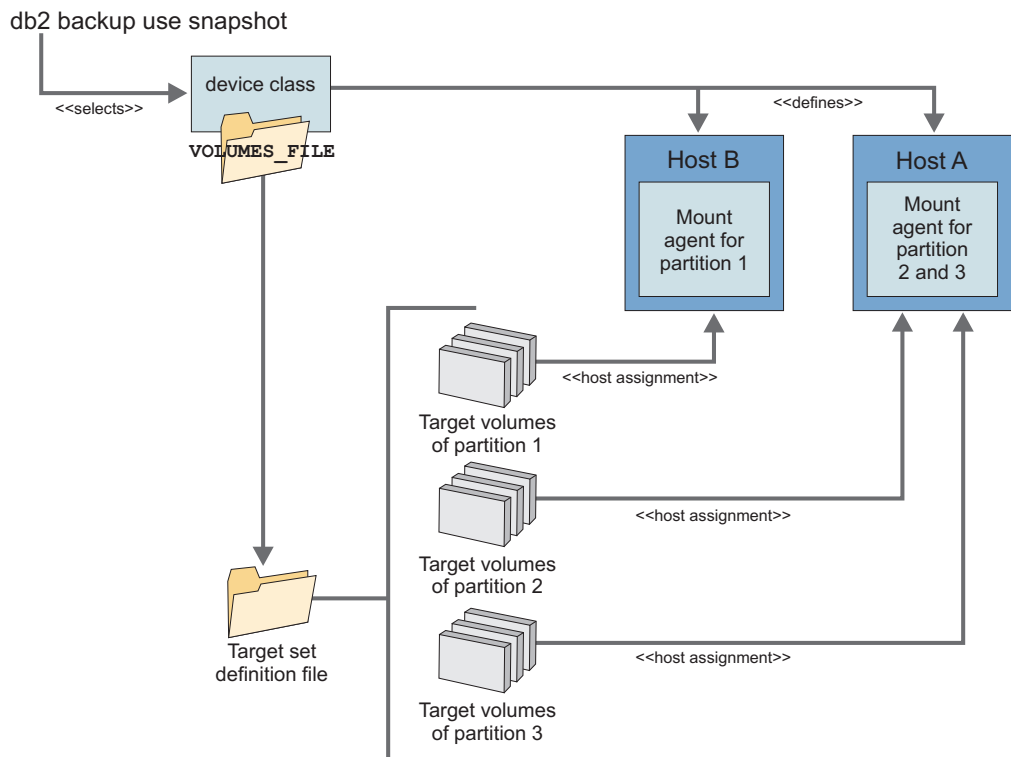 db2 backup use snapshot
device class
<<selects>>
<<defines>>
VOLUMES_FILE
Host B
Host A
Mount
agent for
partition 1
Mount
agent for
partition
2 and 3
<<host assignment>>
Target volumes
of partition 1
<<host assignment>>
Target volumes
of partition 2
Target set
definition file
<<host assignment>>
Target volumes
of partition 3